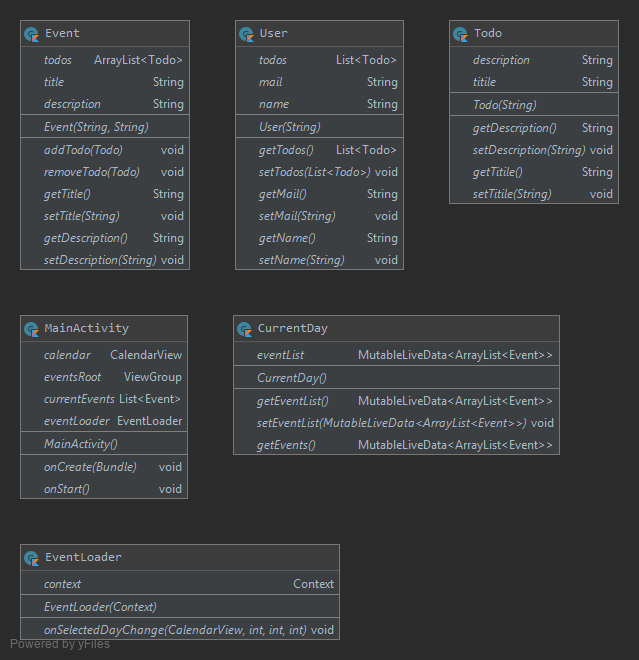 Event
todos ArrayList<Todo>
title String
description String
Event(String, String)
addTodo(Todo) void
removeTodo(Todo) void
getTitle() String
setTitle(String) void
getDescription() String
setDescription(String) void
User
todos List<Todo>
mail String
name String
User(String)
getTodos() List<Todo>
setTodos(List<Todo>) void
getMail() String
setMail(String) void
getName() String
setName(String) void
Todo
description String
titile String
Todo(String)
getDescription() String
setDescription(String) void
getTitile() String
setTitile(String) void
MainActivity
calendar CalendarView
eventsRoot ViewGroup
currentEvents List<Event>
eventLoader EventLoader
MainActivity()
onCreate(Bundle) void
onStart() void
CurrentDay
eventList MutableLiveData<ArrayList<Event>>
CurrentDay()
getEventList() MutableLiveData<ArrayList<Event>>
setEventList(MutableLiveData<ArrayList<Event>>) void
getEvents() MutableLiveData<ArrayList<Event>>
EventLoader
context Context
EventLoader(Context)
onSelectedDayChange(CalendarView, int, int, int) void
Powered by yFiles